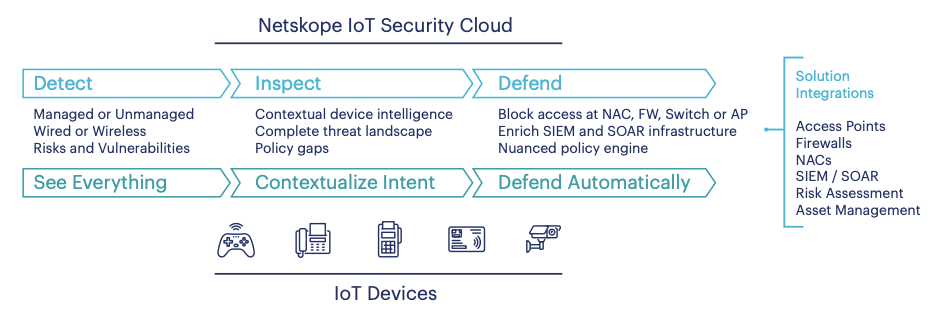 Netskope IoT Security Cloud
Detect
Managed or Unmanaged
Wired or Wireless
Risks and Vulnerabilities
See Everything
Inspect
Contextual device intelligence
Complete threat landscape
Policy gaps
Contextualize Intent
Defend
Block access at NAC, FW, Switch or AP
Enrich SIEM and SOAR infrastructure
Nuanced policy engine
Defend Automatically
Solution
Integrations
Access Points
Firewalls
NACs
SIEM / SOAR
Risk Assessment
Asset Management
IoT Devices